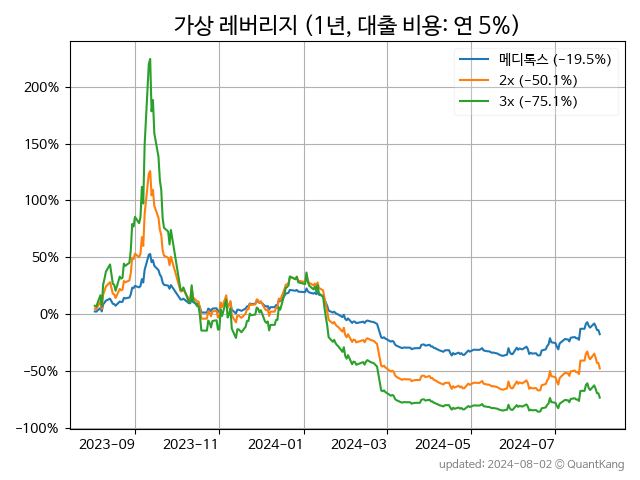 가상 레버리지 (1년, 대출 비용: 연 5%)
메디톡스 (−19.5%)
2x (−50.1%)
3x (−75.1%)
200%
150%
100%
50%
0%
−50%
−100%
2023-09 2023-11 2024-01 2024-03 2024-05 2024-07
updated: 2024-08-02 © QuantKang